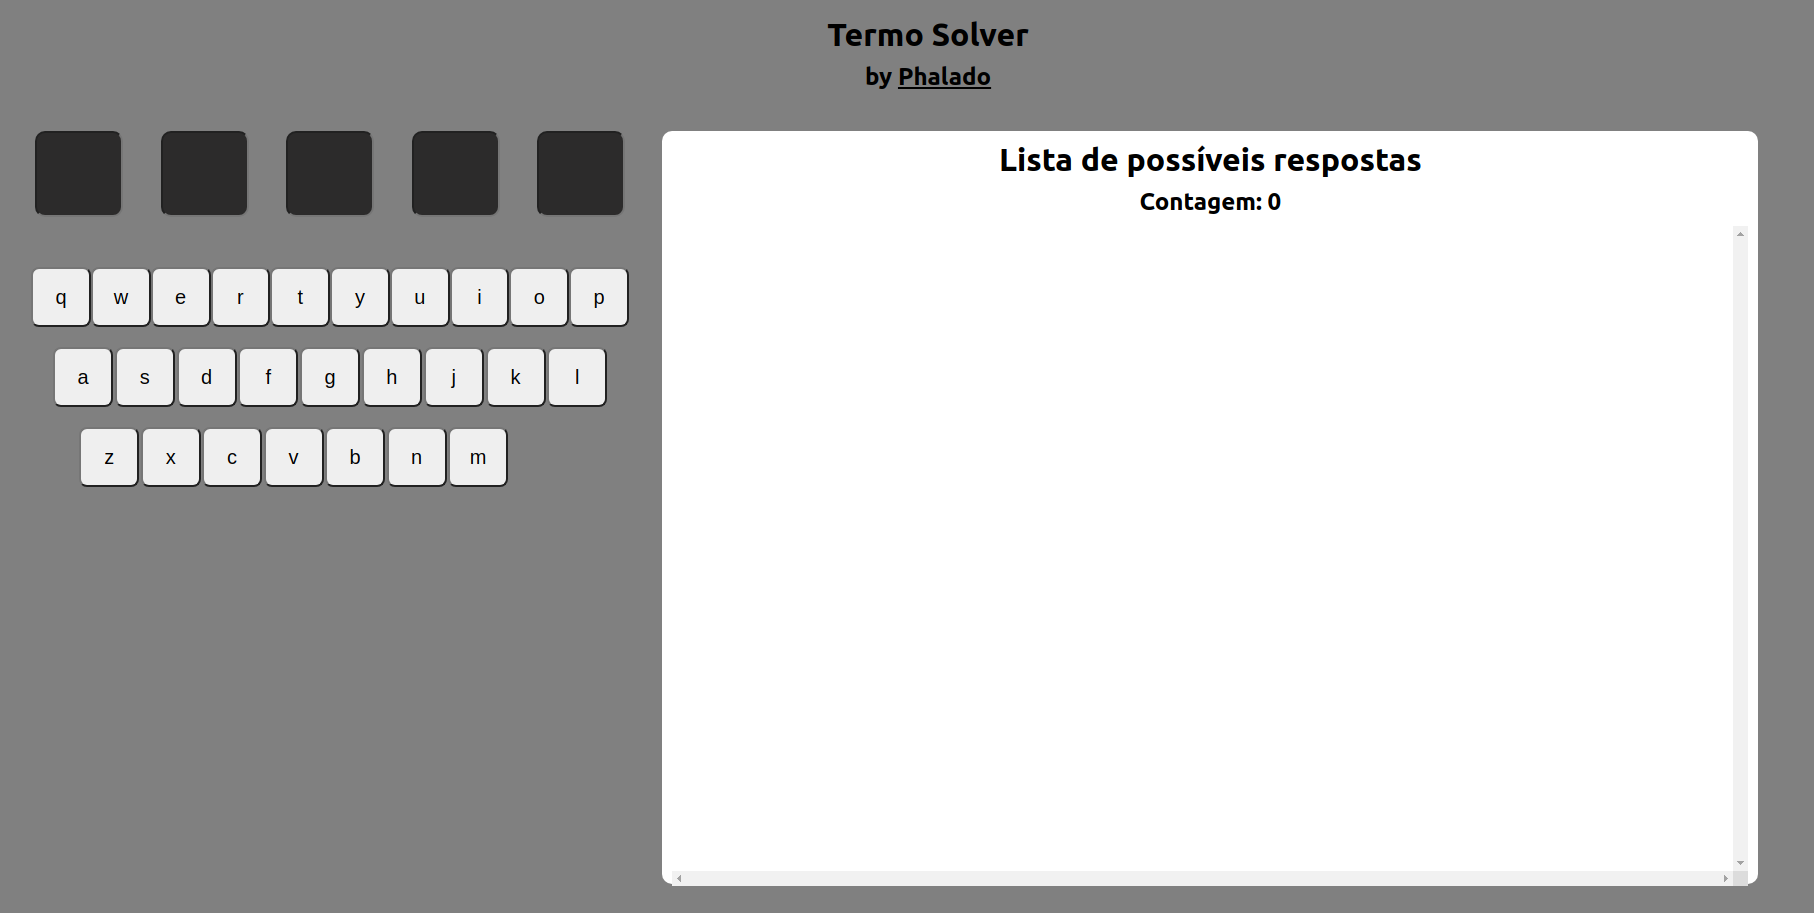 Termo Solver
by Phalado
Lista de possíveis respostas
Contagem: 0
q w e r t y u i o p
a s d f g h j k l
z x c v b n m